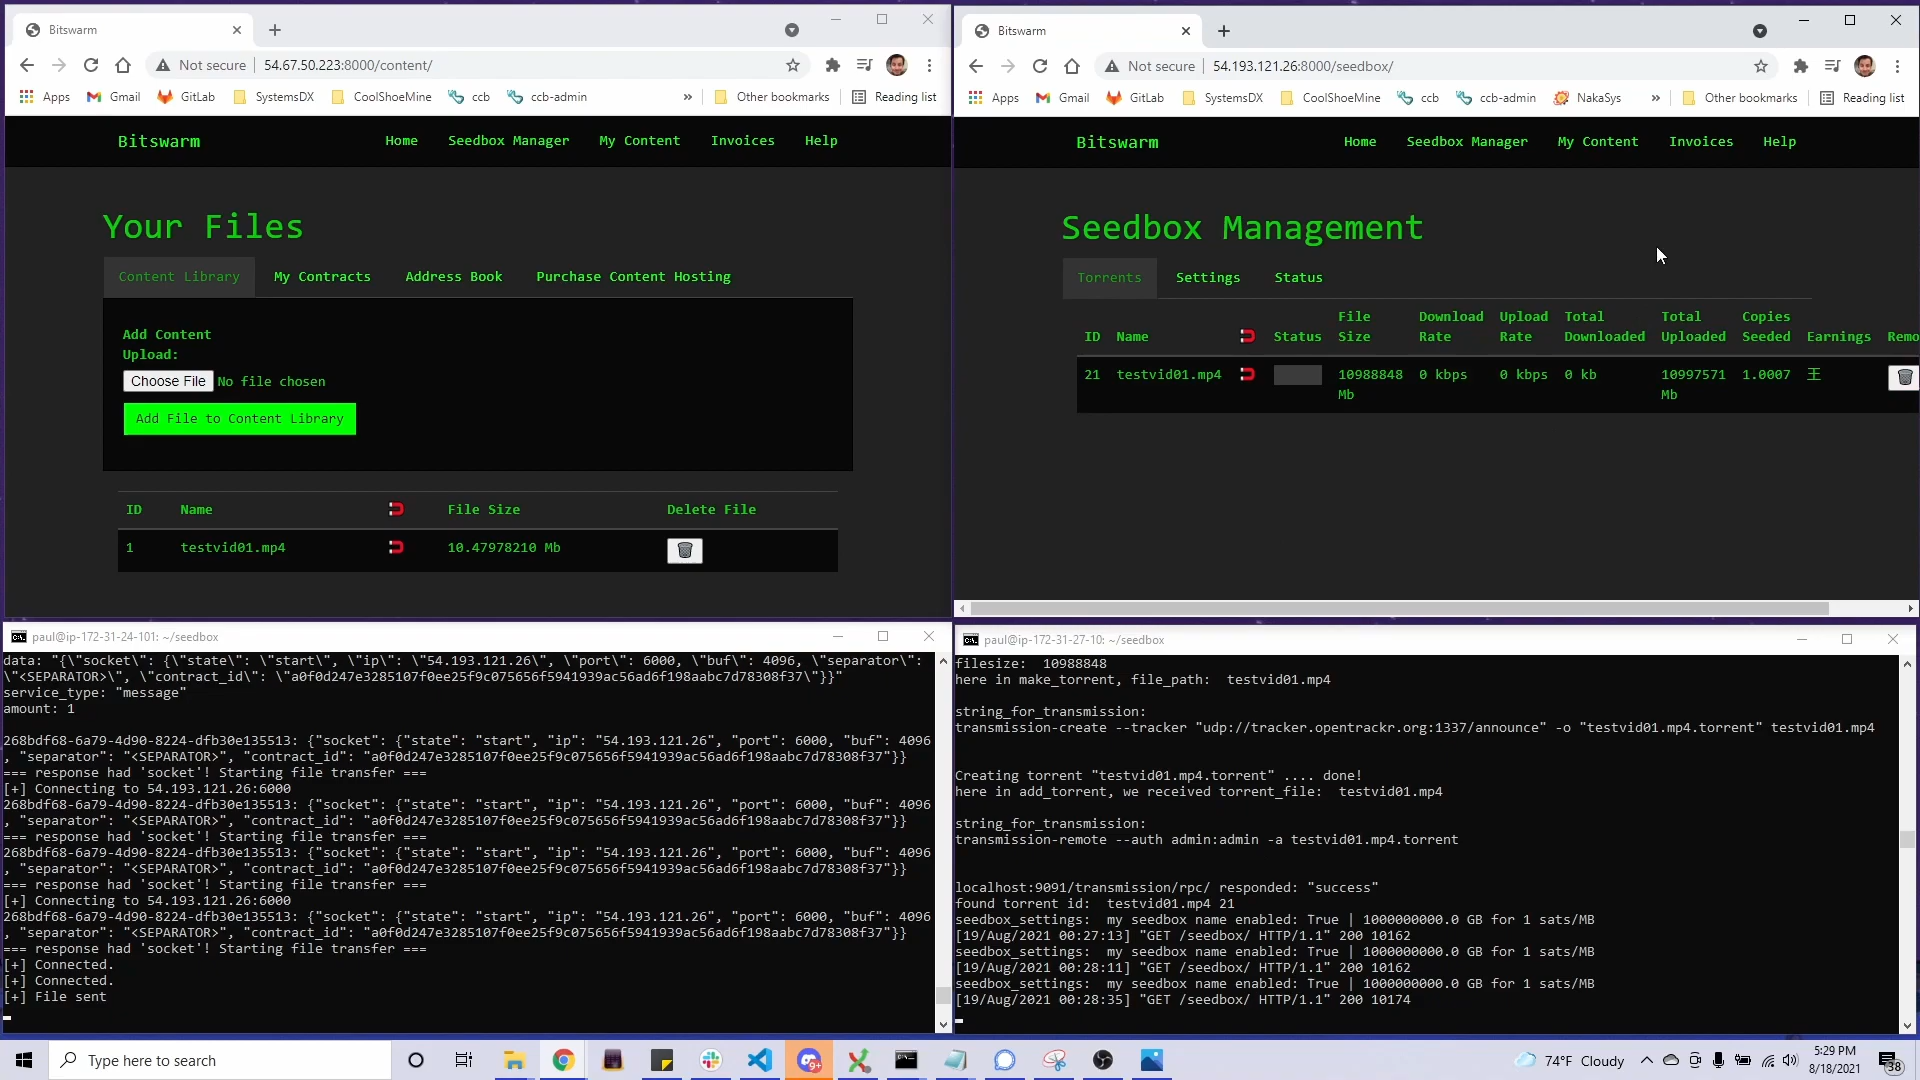 Bitswarm
Not secure | 54.67.50.223:8000/content/
Apps Gmail GitLab SystemsDX CoolShoeMine ccb ccb-admin » Other bookmarks Reading list
Bitswarm Home Seedbox Manager My Content Invoices Help
Your Files
Content Library My Contracts Address Book Purchase Content Hosting
Add Content
Upload:
Choose File No file chosen
Add File to Content Library
ID Name File Size Delete File
1 testvid01.mp4 10.47978210 Mb
Bitswarm
Not secure | 54.193.121.26:8000/seedbox/
Apps Gmail GitLab SystemsDX CoolShoeMine ccb ccb-admin NakaSys » Other bookmarks Reading list
Bitswarm Home Seedbox Manager My Content Invoices Help
Seedbox Management
Torrents Settings Status
File Download Upload Total Total Copies
ID Name Status Size Rate Rate Downloaded Uploaded Seeded Earnings Remo
21 testvid01.mp4 10988848 0 kbps 0 kbps 0 kb 10997571 1.0007 王
Mb Mb
paul@ip-172-31-24-101: ~/seedbox
data: "{\"socket\": {\"state\": \"start\", \"ip\": \"54.193.121.26\", \"port\": 6000, \"buf\": 4096, \"separator\":
\"<SEPARATOR>\", \"contract_id\": \"a0f0d247e3285107f0ee25f9c075656f5941939ac56ad6f198aabc7d78308f37\"}}"
service_type: "message"
amount: 1
268bdf68-6a79-4d90-8224-dfb30e135513: {"socket": {"state": "start", "ip": "54.193.121.26", "port": 6000, "buf": 4096
, "separator": "<SEPARATOR>", "contract_id": "a0f0d247e3285107f0ee25f9c075656f5941939ac56ad6f198aabc7d78308f37"}}
=== response had 'socket'! Starting file transfer ===
[+] Connecting to 54.193.121.26:6000
268bdf68-6a79-4d90-8224-dfb30e135513: {"socket": {"state": "start", "ip": "54.193.121.26", "port": 6000, "buf": 4096
, "separator": "<SEPARATOR>", "contract_id": "a0f0d247e3285107f0ee25f9c075656f5941939ac56ad6f198aabc7d78308f37"}}
=== response had 'socket'! Starting file transfer ===
268bdf68-6a79-4d90-8224-dfb30e135513: {"socket": {"state": "start", "ip": "54.193.121.26", "port": 6000, "buf": 4096
, "separator": "<SEPARATOR>", "contract_id": "a0f0d247e3285107f0ee25f9c075656f5941939ac56ad6f198aabc7d78308f37"}}
=== response had 'socket'! Starting file transfer ===
[+] Connecting to 54.193.121.26:6000
268bdf68-6a79-4d90-8224-dfb30e135513: {"socket": {"state": "start", "ip": "54.193.121.26", "port": 6000, "buf": 4096
, "separator": "<SEPARATOR>", "contract_id": "a0f0d247e3285107f0ee25f9c075656f5941939ac56ad6f198aabc7d78308f37"}}
=== response had 'socket'! Starting file transfer ===
[+] Connected.
[+] Connected.
[+] File sent
paul@ip-172-31-27-10: ~/seedbox
filesize: 10988848
here in make_torrent, file_path: testvid01.mp4
string_for_transmission:
transmission-create --tracker "udp://tracker.opentrackr.org:1337/announce" -o "testvid01.mp4.torrent" testvid01.mp4
Creating torrent "testvid01.mp4.torrent" .... done!
here in add_torrent, we received torrent_file: testvid01.mp4
string_for_transmission:
transmission-remote --auth admin:admin -a testvid01.mp4.torrent
localhost:9091/transmission/rpc/ responded: "success"
found torrent id: testvid01.mp4 21
seedbox_settings: my seedbox name enabled: True | 1000000000.0 GB for 1 sats/MB
[19/Aug/2021 00:27:13] "GET /seedbox/ HTTP/1.1" 200 10162
seedbox_settings: my seedbox name enabled: True | 1000000000.0 GB for 1 sats/MB
[19/Aug/2021 00:28:11] "GET /seedbox/ HTTP/1.1" 200 10162
seedbox_settings: my seedbox name enabled: True | 1000000000.0 GB for 1 sats/MB
[19/Aug/2021 00:28:35] "GET /seedbox/ HTTP/1.1" 200 10174
Type here to search 9+ 74°F Cloudy 5:29 PM
8/18/2021 38